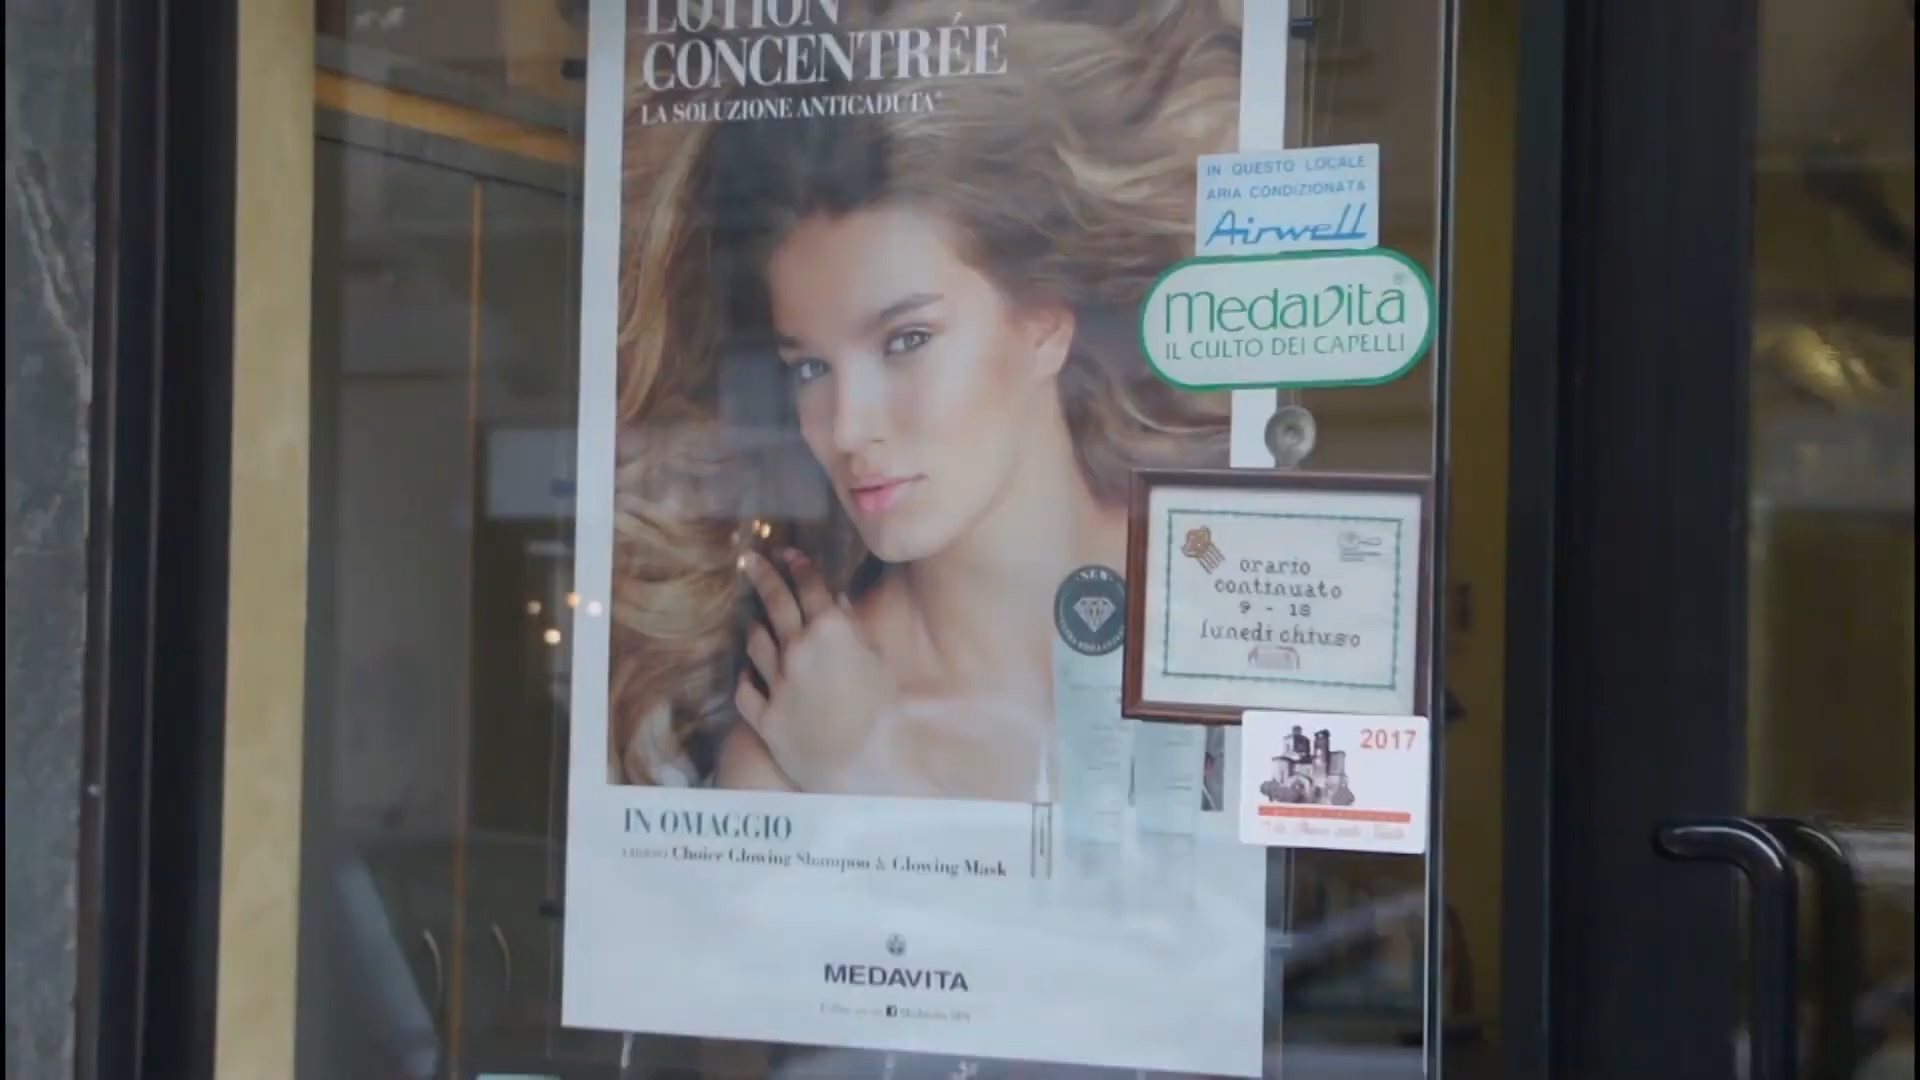 LOTION
CONCENTRÉE
LA SOLUZIONE ANTICADUTA*
IN QUESTO LOCALE
ARIA CONDIZIONATA
Airwell
medavita
IL CULTO DEI CAPELLI
NEW
orario
continuato
9 - 18
lunedì chiuso
2017
IN OMAGGIO
Choice Glowing Shampoo & Glowing Mask
MEDAVITA